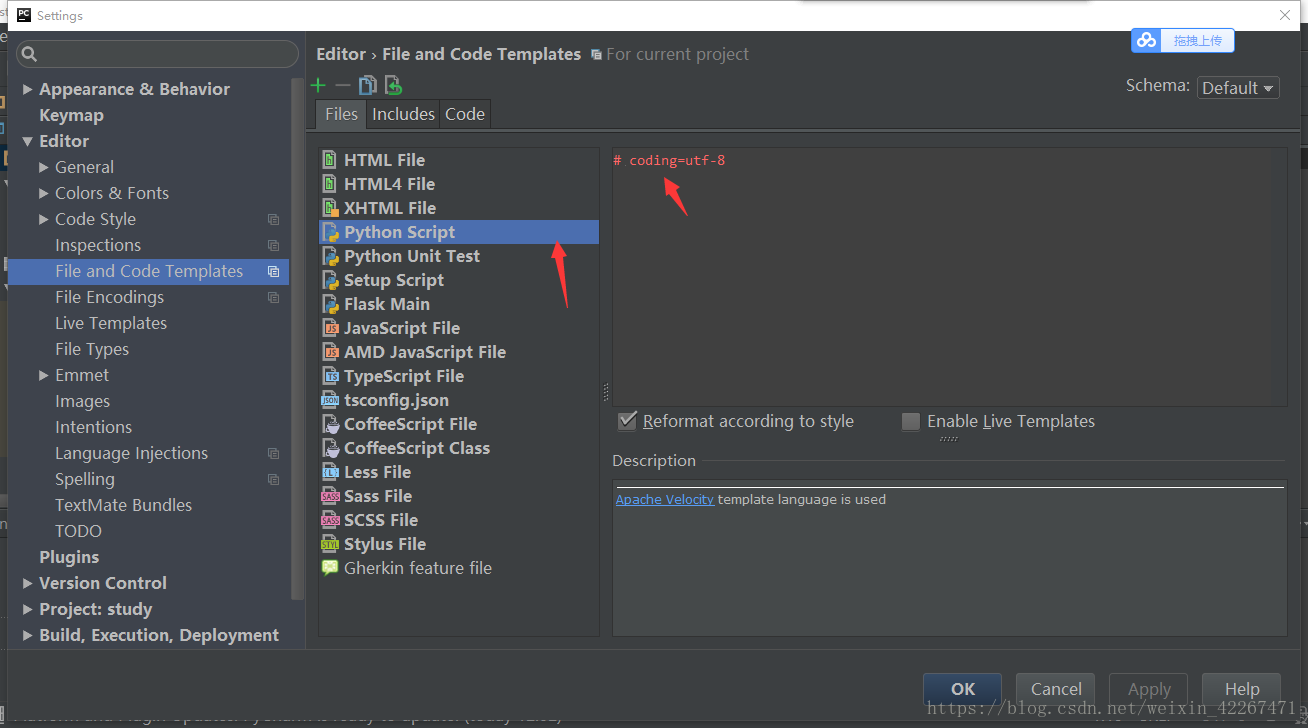 Settings
Editor › File and Code Templates
For current project
拖拽上传
Schema: Default
Appearance & Behavior
Keymap
Editor
General
Colors & Fonts
Code Style
Inspections
File and Code Templates
File Encodings
Live Templates
File Types
Emmet
Images
Intentions
Language Injections
Spelling
TextMate Bundles
TODO
Plugins
Version Control
Project: study
Build, Execution, Deployment
Files Includes Code
HTML File
HTML4 File
XHTML File
Python Script
Python Unit Test
Setup Script
Flask Main
JavaScript File
AMD JavaScript File
TypeScript File
tsconfig.json
CoffeeScript File
CoffeeScript Class
Less File
Sass File
SCSS File
Stylus File
Gherkin feature file
# coding=utf-8
Reformat according to style
Enable Live Templates
Description
Apache Velocity template language is used
OK Cancel Apply Help
https://blog.csdn.net/weixin_42267471